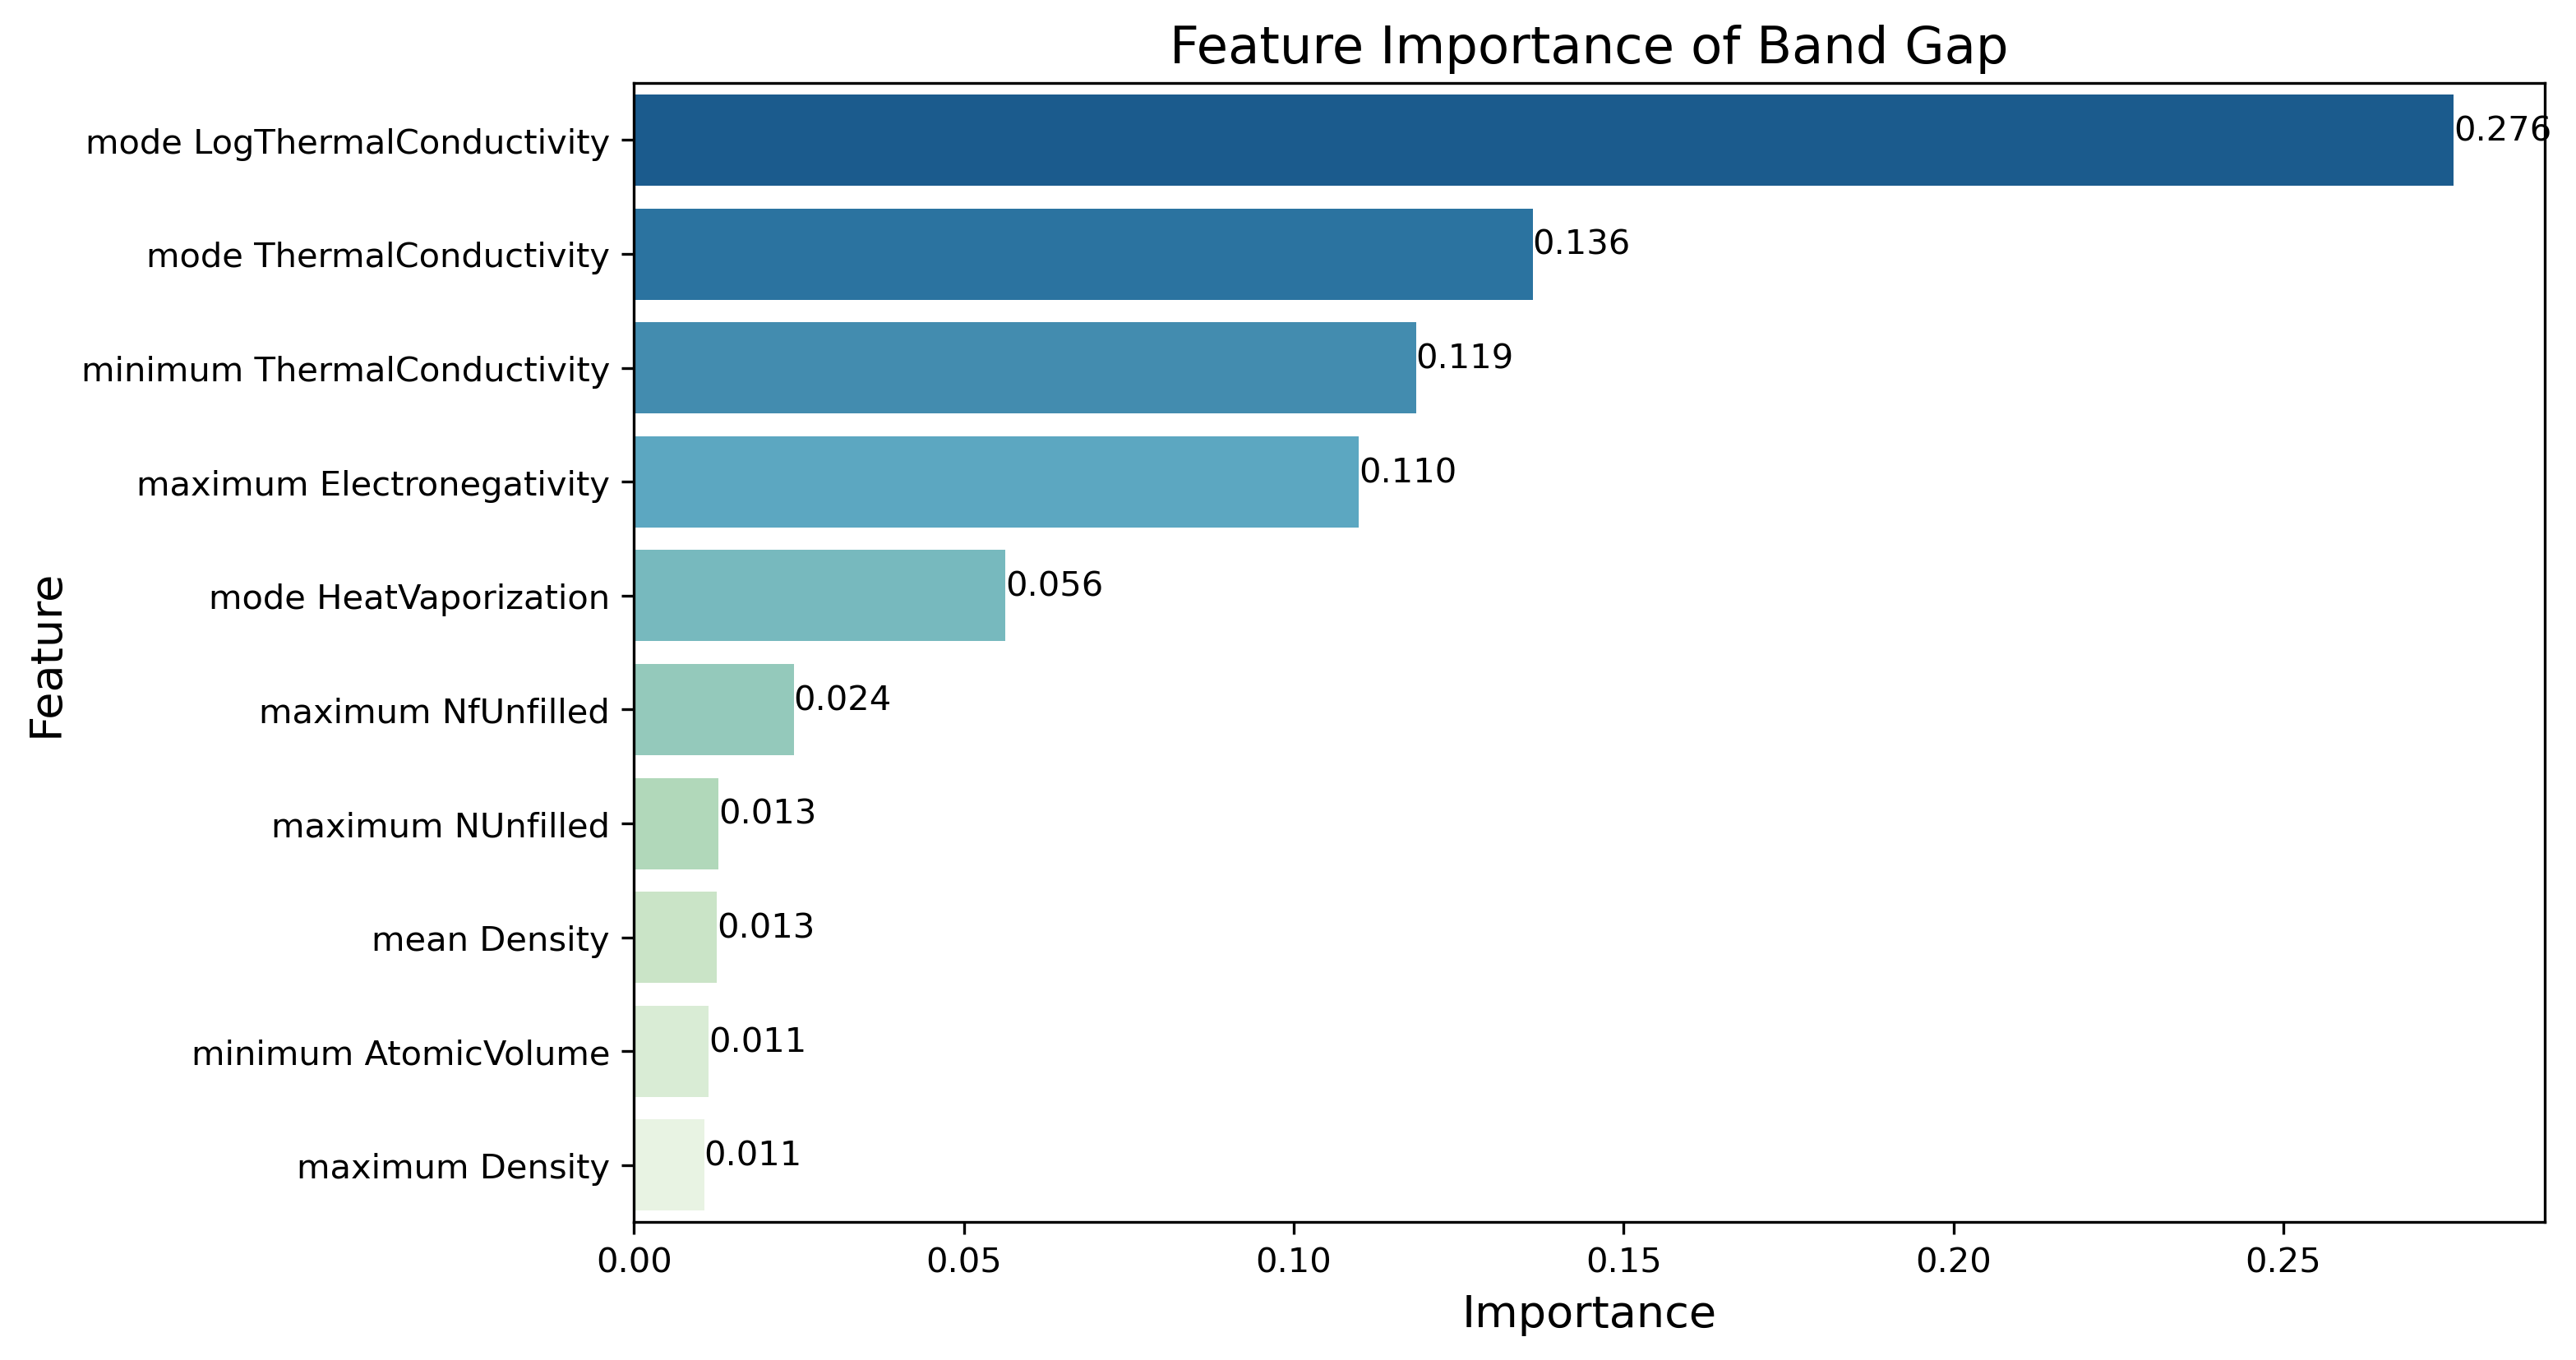 Feature Importance of Band Gap
mode LogThermalConductivity
0.276
mode ThermalConductivity
0.136
minimum ThermalConductivity
0.119
maximum Electronegativity
0.110
mode HeatVaporization
0.056
maximum NfUnfilled
0.024
maximum NUnfilled
0.013
mean Density
0.013
minimum AtomicVolume
0.011
maximum Density
0.011
Feature
0.00 0.05 0.10 0.15 0.20 0.25
Importance